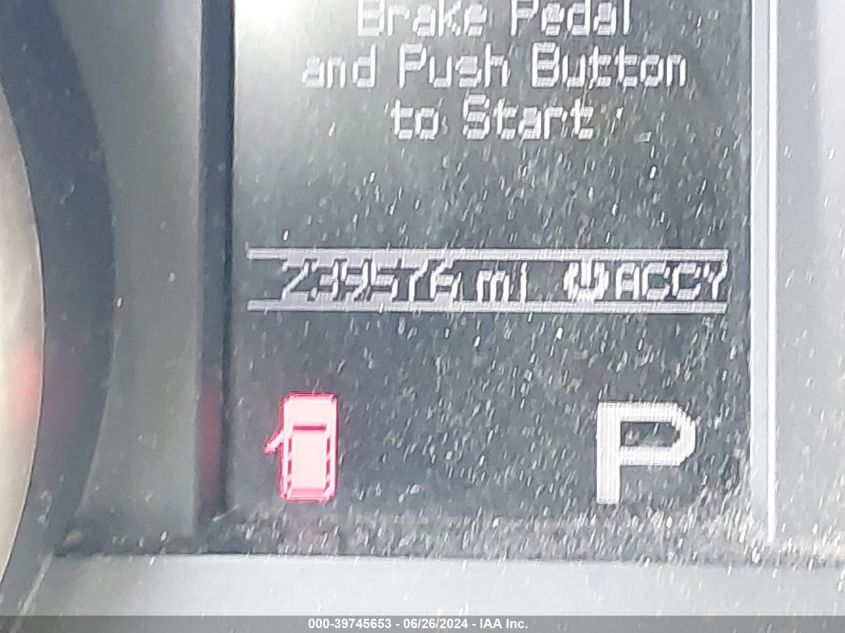 Brake Pedal
and Push Button
to Start
239576 mi ACCY
P
000-39745653 - 06/26/2024 - IAA Inc.